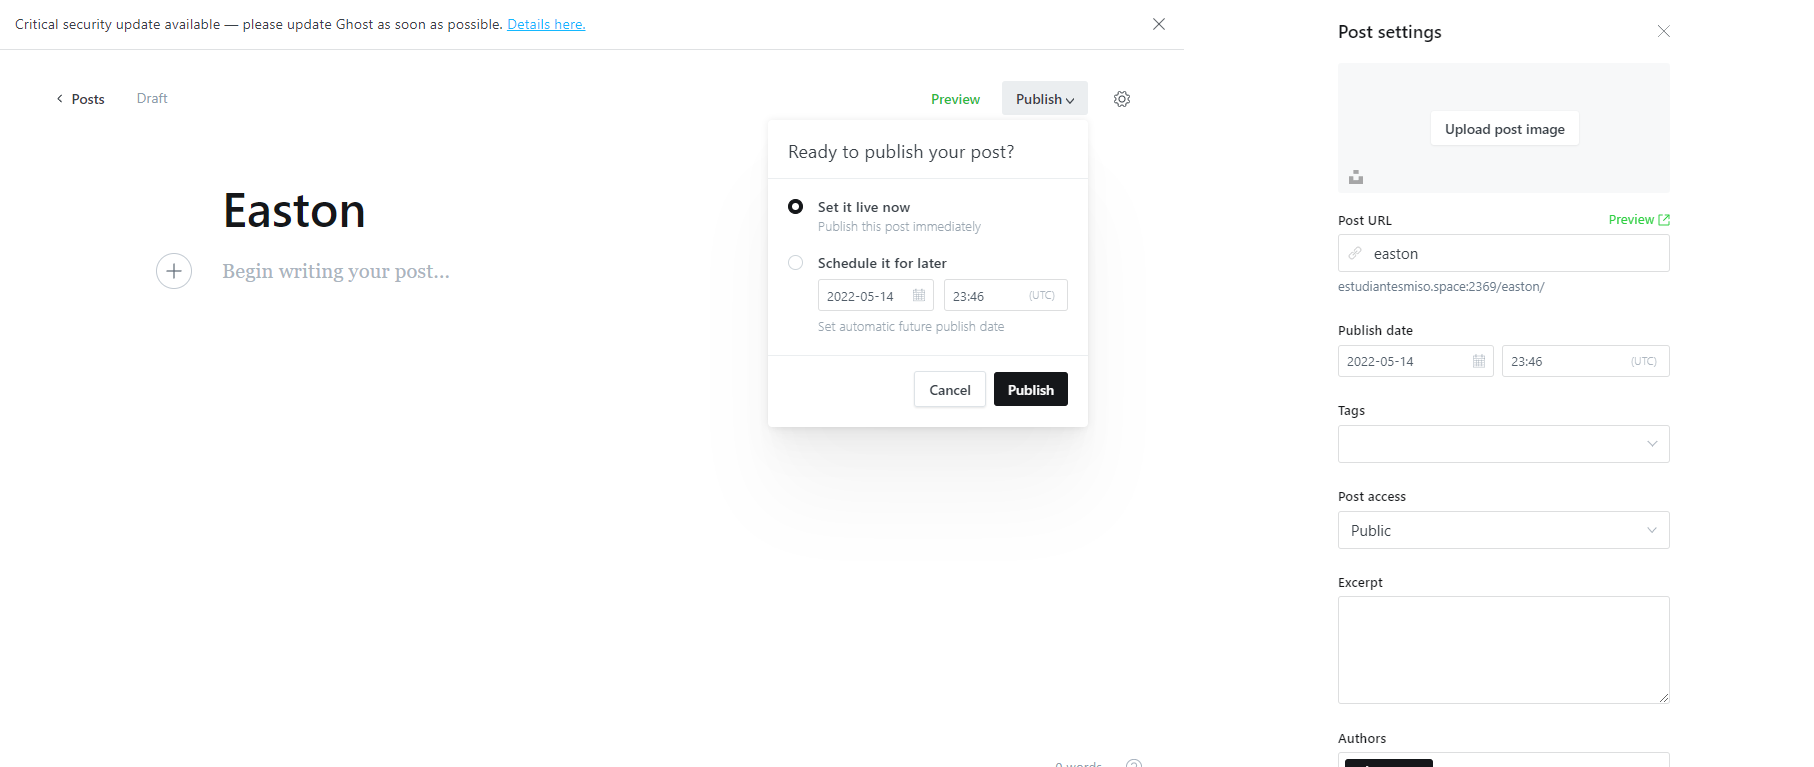 Critical security update available — please update Ghost as soon as possible. Details here.
Posts
Draft
Preview
Publish
Ready to publish your post?
Set it live now
Publish this post immediately
Schedule it for later
2022-05-14
23:46
(UTC)
Set automatic future publish date
Cancel
Publish
Easton
Begin writing your post...
0 words
Post settings
Upload post image
Post URL
Preview
easton
estudiantesmiso.space:2369/easton/
Publish date
2022-05-14
23:46
(UTC)
Tags
Post access
Public
Excerpt
Authors